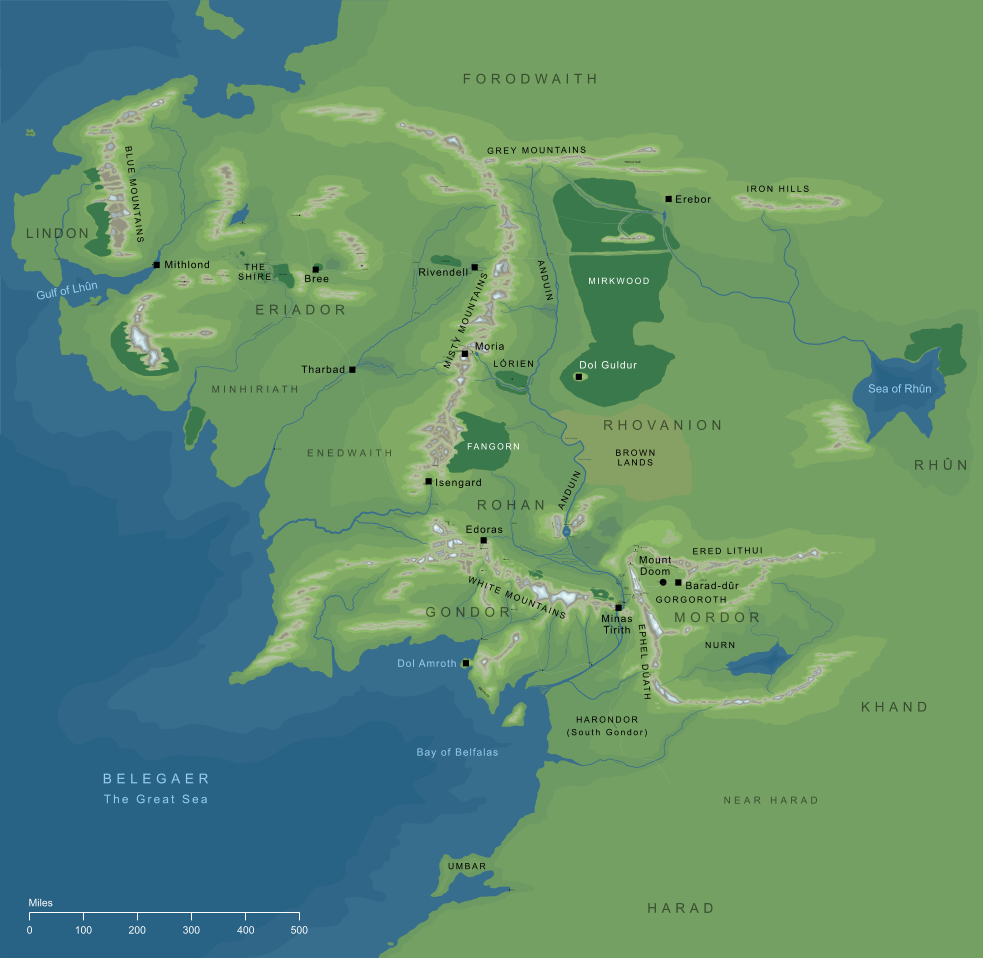 FORODWAITH
GREY MOUNTAINS
BLUE MOUNTAINS
IRON HILLS
Erebor
LINDON
Mithlond
THE
SHIRE
Bree
Rivendell
ANDUIN
MIRKWOOD
Gulf of Lhûn
ERIADOR
MISTY MOUNTAINS
Moria
LÓRIEN
Dol Guldur
Tharbad
MINHIRIATH
Sea of Rhûn
RHOVANION
ENEDWAITH
FANGORN
BROWN
LANDS
RHÛN
Isengard
ANDUIN
ROHAN
Edoras
ERED LITHUI
Mount
Doom
Barad-dûr
WHITE MOUNTAINS
GORGOROTH
GONDOR
Minas
Tirith
MORDOR
EPHEL DÚATH
NURN
Dol Amroth
KHAND
HARONDOR
(South Gondor)
Bay of Belfalas
BELEGAER
The Great Sea
NEAR HARAD
UMBAR
HARAD
Miles
0 100 200 300 400 500